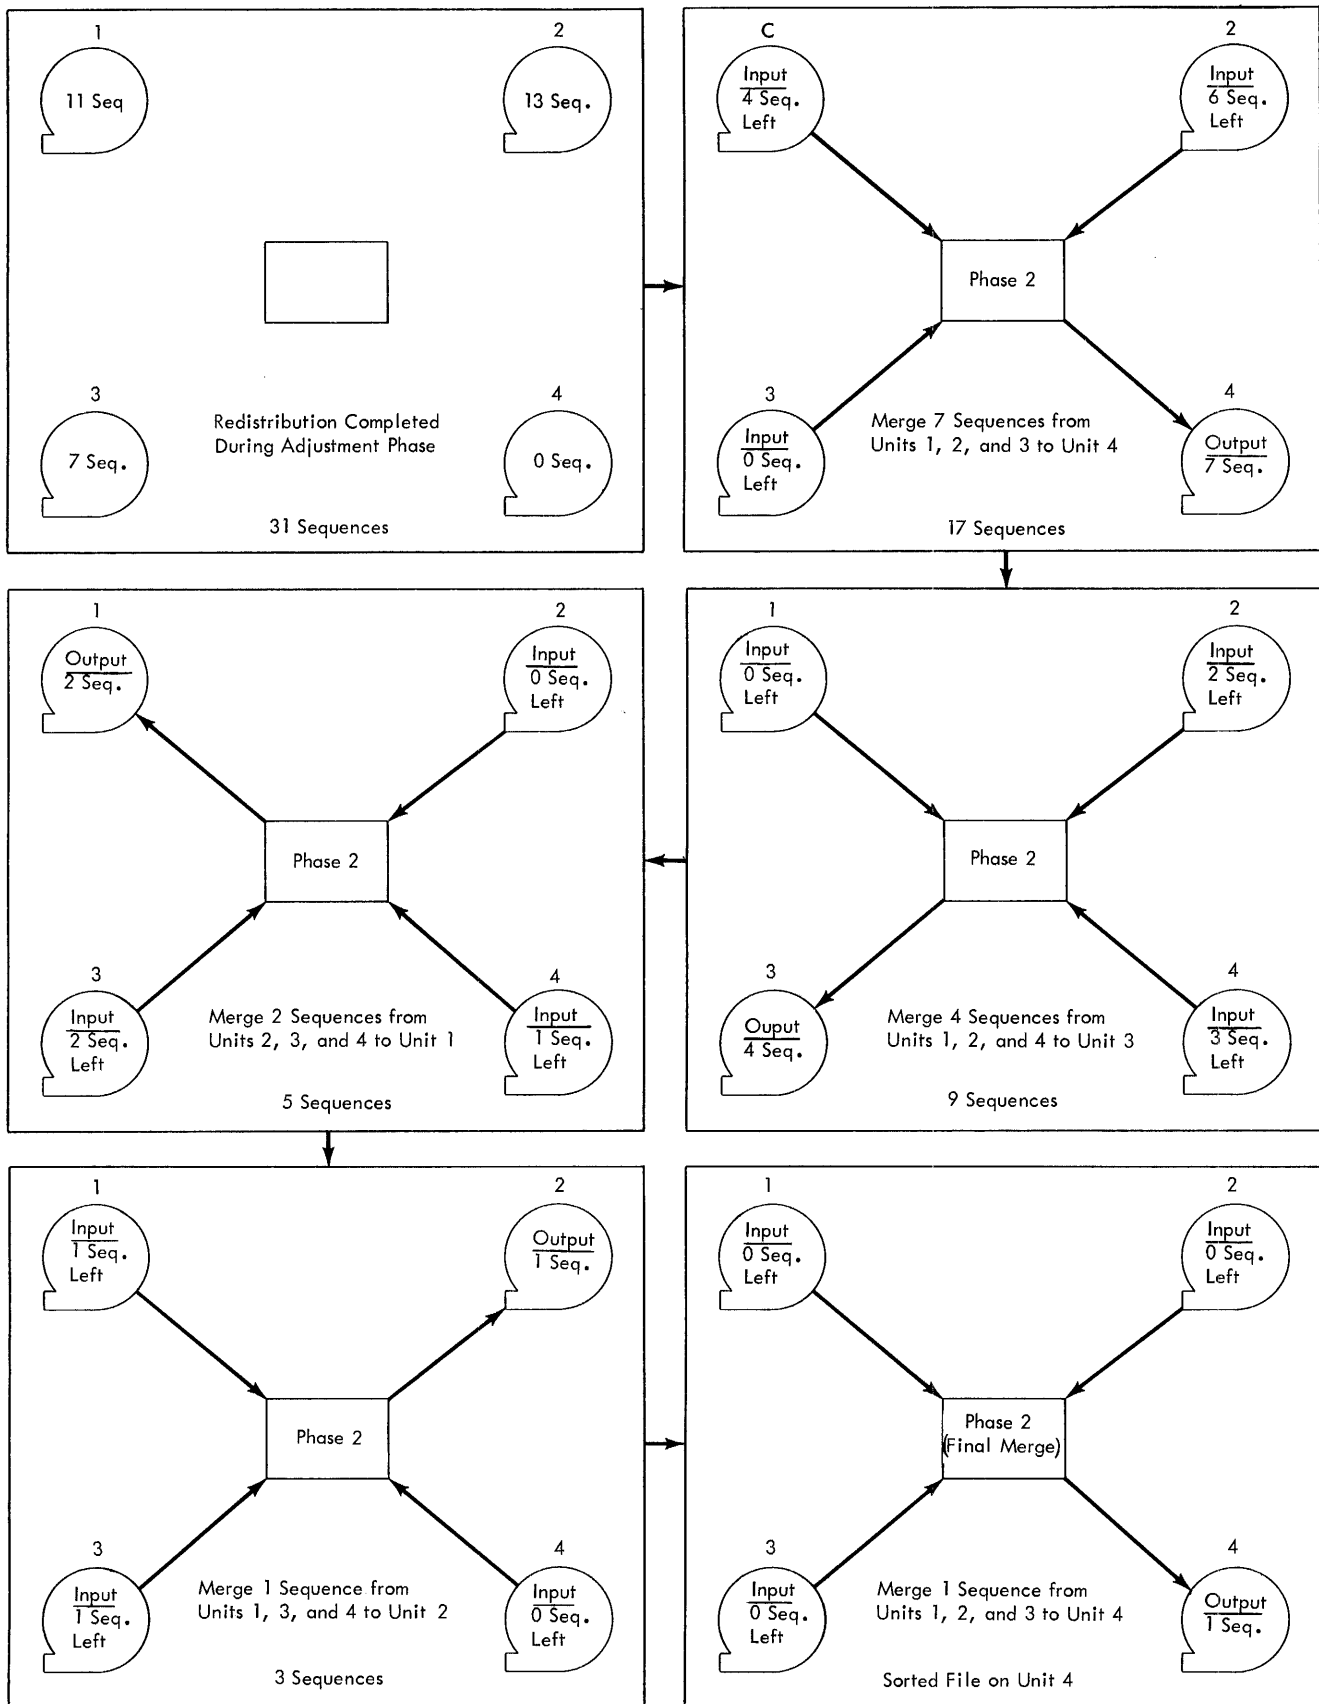 1
11 Seq
2
13 Seq.
3
7 Seq.
Redistribution Completed
During Adjustment Phase
4
0 Seq.
31 Sequences
C
Input
4 Seq.
Left
2
Input
6 Seq.
Left
Phase 2
3
Input
0 Seq.
Left
Merge 7 Sequences from
Units 1, 2, and 3 to Unit 4
4
Output
7 Seq.
17 Sequences
1
Output
2 Seq.
2
Input
0 Seq.
Left
Phase 2
3
Input
2 Seq.
Left
Merge 2 Sequences from
Units 2, 3, and 4 to Unit 1
4
Input
1 Seq.
Left
5 Sequences
1
Input
0 Seq.
Left
2
Input
2 Seq.
Left
Phase 2
3
Ouput
4 Seq.
Merge 4 Sequences from
Units 1, 2, and 4 to Unit 3
4
Input
3 Seq.
Left
9 Sequences
1
Input
1 Seq.
Left
2
Output
1 Seq.
Phase 2
3
Input
1 Seq.
Left
Merge 1 Sequence from
Units 1, 3, and 4 to Unit 2
4
Input
0 Seq.
Left
3 Sequences
1
Input
0 Seq.
Left
2
Input
0 Seq.
Left
Phase 2
(Final Merge)
3
Input
0 Seq.
Left
Merge 1 Sequence from
Units 1, 2, and 3 to Unit 4
4
Output
1 Seq.
Sorted File on Unit 4